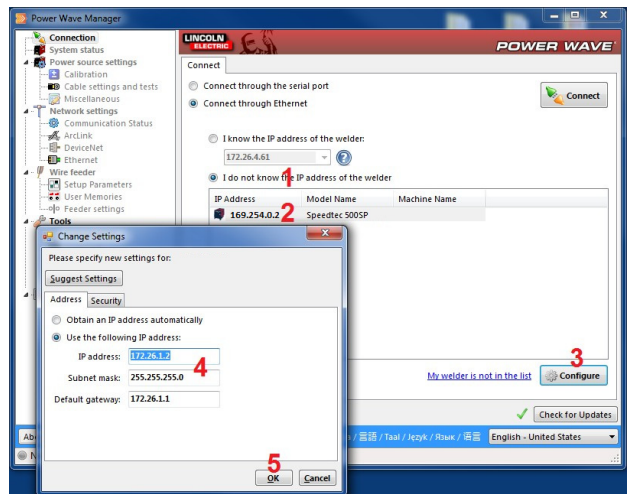 Power Wave Manager
Connection
System status
Power source settings
Calibration
Cable settings and tests
Miscellaneous
Network settings
Communication Status
ArcLink
DeviceNet
Ethernet
Wire feeder
Setup Parameters
User Memories
Feeder settings
Tools
LINCOLN
ELECTRIC
POWER WAVE
Connect
Connect through the serial port
Connect through Ethernet
Connect
I know the IP address of the welder:
172.26.4.61
I do not know the IP address of the welder
1
IP Address Model Name Machine Name
169.254.0.2 Speedtec 500SP
2
3
My welder is not in the list Configure
Check for Updates
/ 言語 / Taal / Język / Язык / 语言 English - United States
Change Settings
Please specify new settings for:
Suggest Settings
Address Security
Obtain an IP address automatically
Use the following IP address:
IP address: 172.26.1.2
4
Subnet mask: 255.255.255.0
Default gateway: 172.26.1.1
5
OK Cancel